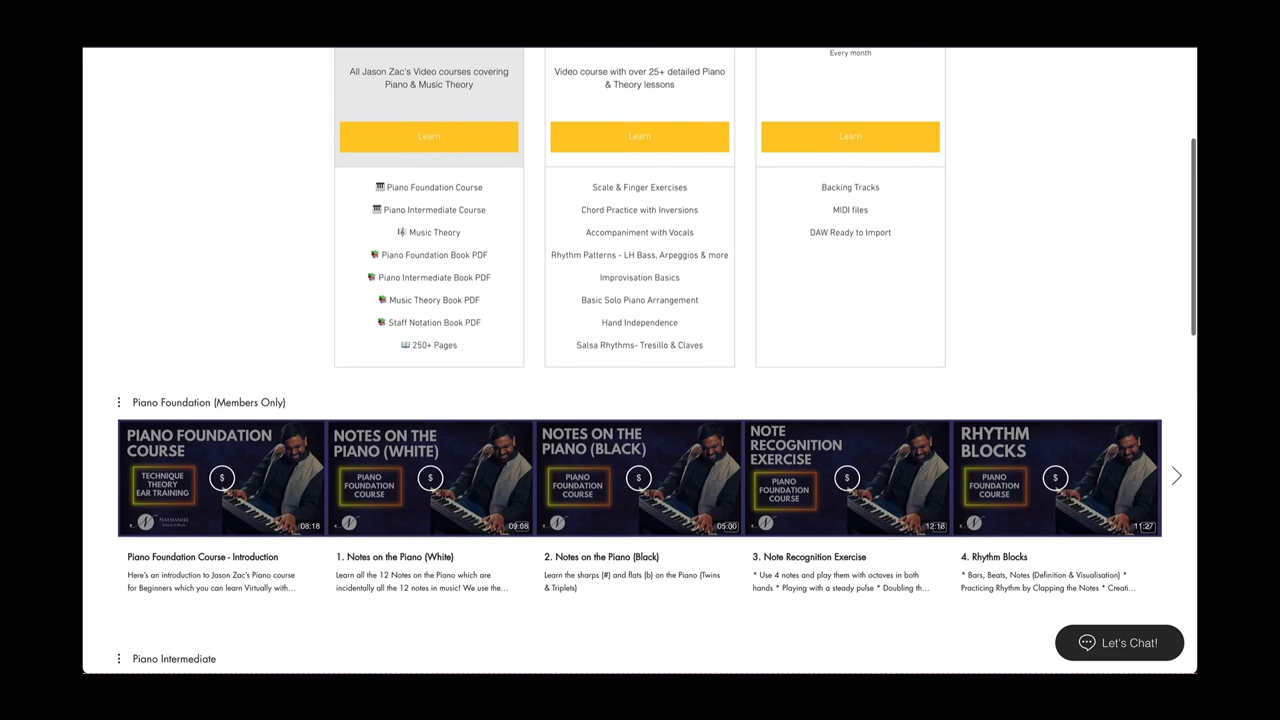 All Jason Zac's Video courses covering
Piano & Music Theory
Learn
Piano Foundation Course
Piano Intermediate Course
Music Theory
Piano Foundation Book PDF
Piano Intermediate Book PDF
Music Theory Book PDF
Staff Notation Book PDF
250+ Pages
Video course with over 25+ detailed Piano
& Theory lessons
Learn
Scale & Finger Exercises
Chord Practice with Inversions
Accompaniment with Vocals
Rhythm Patterns - LH Bass, Arpeggios & more
Improvisation Basics
Basic Solo Piano Arrangement
Hand Independence
Salsa Rhythms- Tresillo & Claves
Every month
Learn
Backing Tracks
MIDI files
DAW Ready to Import
Piano Foundation (Members Only)
PIANO FOUNDATION
COURSE
TECHNIQUE
THEORY
EAR TRAINING
$
NATHANIEL
School of Music
08:18
Piano Foundation Course - Introduction
Here's an introduction to Jason Zac's Piano course
for Beginners which you can learn Virtually with...
NOTES ON THE
PIANO (WHITE)
PIANO
FOUNDATION
COURSE
$
09:08
1. Notes on the Piano (White)
Learn all the 12 Notes on the Piano which are
incidentally all the 12 notes in music! We use the...
NOTES ON THE
PIANO (BLACK)
PIANO
FOUNDATION
COURSE
$
05:00
2. Notes on the Piano (Black)
Learn the sharps (#) and flats (b) on the Piano (Twins
& Triplets)
NOTE
RECOGNITION
EXERCISE
PIANO
FOUNDATION
COURSE
$
12:16
3. Note Recognition Exercise
* Use 4 notes and play them with octaves in both
hands * Playing with a steady pulse * Doubling th...
RHYTHM
BLOCKS
PIANO
FOUNDATION
COURSE
$
11:27
4. Rhythm Blocks
* Bars, Beats, Notes (Definition & Visualisation) *
Practicing Rhythm by Clapping the Notes * Creati...
Let's Chat!
Piano Intermediate